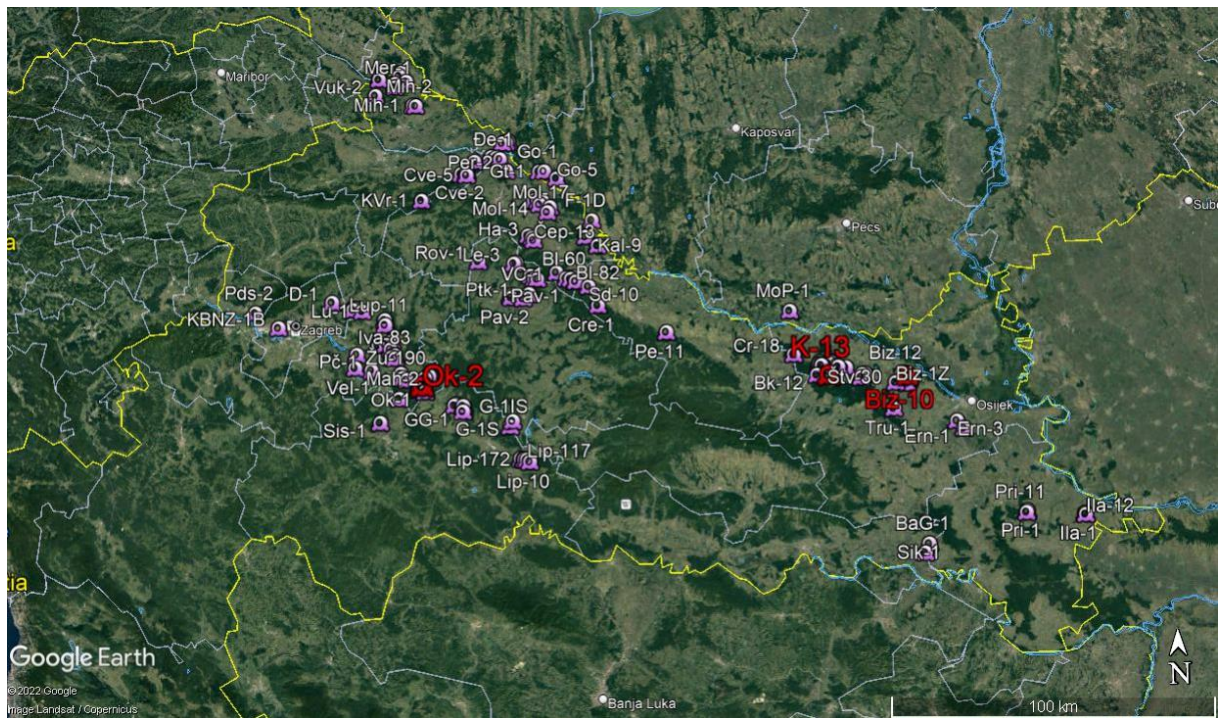 Maribor
Mer-1
Vuk-2
Mih-2
Mih-1
Kaposvár
Đe-1
Go-1
Per-2
Gt-1
Go-5
Cve-5
Cve-2
KVr-1
Mol-17
F-1D
Mol-14
Subo
Pecs
Ha-3
Cep-13
Kal-9
Rov-1
Le-3
Bl-60
VC-1
Bl-82
Pds-2
D-1
Lup-11
Ptk-1
Pav-1
Sd-10
Lu-1
Pav-2
Cre-1
MoP-1
KBNZ-1B
Zagreb
Iva-83
Pe-11
Cr-18
K-13
Biz-12
Pč-1
Žu-190
Ok-2
Bk-12
Stv-30
Biz-1Z
Vel-1
Mah-2
Biz-10
Osijek
Sis-1
GG-1
G-1IS
G-1S
Tru-1
Ern-1
Ern-3
Lip-172
Lip-117
Lip-10
Pri-11
Ila-12
BaG-1
Pri-1
Ila-1
Sik-1
tia
Google Earth
©2022 Google
Image Landsat / Copernicus
Banja Luka
N
100 km